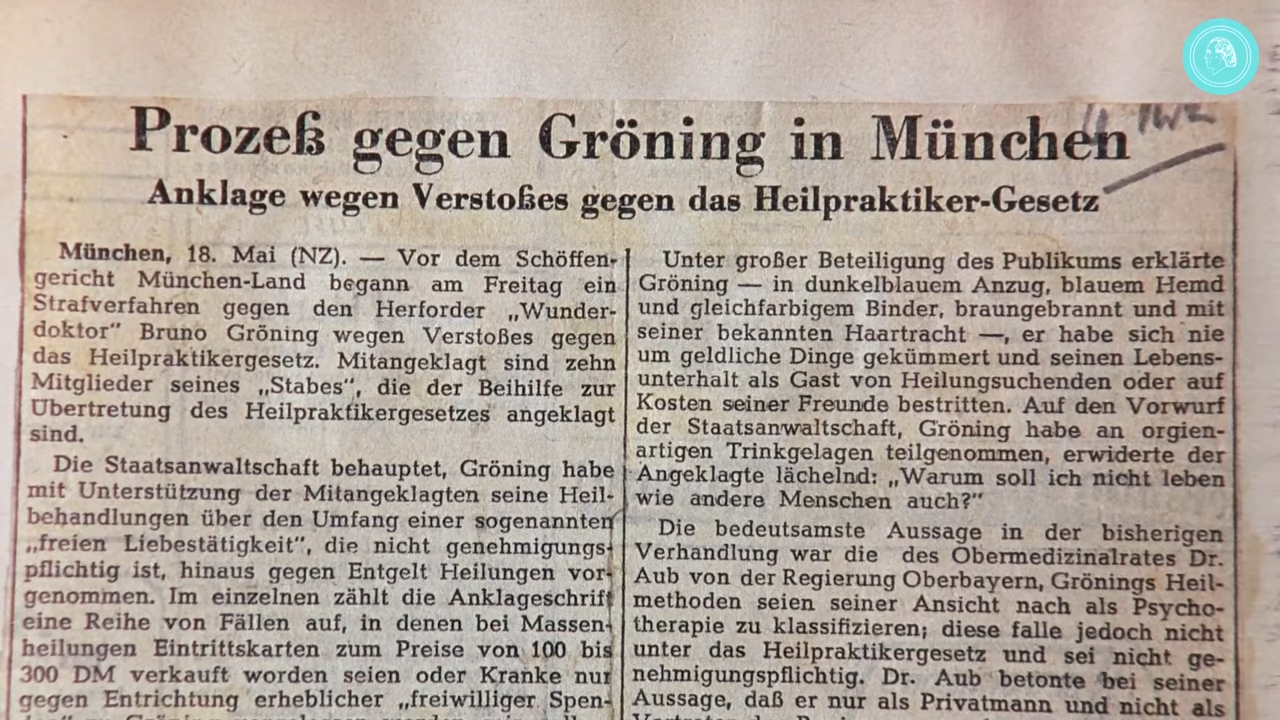 Prozeß gegen Gröning in München
Anklage wegen Verstoßes gegen das Heilpraktiker-Gesetz
München, 18. Mai (NZ). — Vor dem Schöffen-
gericht München-Land begann am Freitag ein
Strafverfahren gegen den Herforder „Wunder-
doktor" Bruno Gröning wegen Verstoßes gegen
das Heilpraktikergesetz. Mitangeklagt sind zehn
Mitglieder seines „Stabes", die der Beihilfe zur
Übertretung des Heilpraktikergesetzes angeklagt
sind.
Die Staatsanwaltschaft behauptet, Gröning habe
mit Unterstützung der Mitangeklagten seine Heil-
behandlungen über den Umfang einer sogenannten
„freien Liebestätigkeit", die nicht genehmigungs-
pflichtig ist, hinaus gegen Entgelt Heilungen vor-
genommen. Im einzelnen zählt die Anklageschrift
eine Reihe von Fällen auf, in denen bei Massen-
heilungen Eintrittskarten zum Preise von 100 bis
300 DM verkauft worden seien oder Kranke nur
gegen Entrichtung erheblicher „freiwilliger Spen-
Unter großer Beteiligung des Publikums erklärte
Gröning — in dunkelblauem Anzug, blauem Hemd
und gleichfarbigem Binder, braungebrannt und mit
seiner bekannten Haartracht —, er habe sich nie
um geldliche Dinge gekümmert und seinen Lebens-
unterhalt als Gast von Heilungsuchenden oder auf
Kosten seiner Freunde bestritten. Auf den Vorwurf
der Staatsanwaltschaft, Gröning habe an orgien-
artigen Trinkgelagen teilgenommen, erwiderte der
Angeklagte lächelnd: „Warum soll ich nicht leben
wie andere Menschen auch?"
Die bedeutsamste Aussage in der bisherigen
Verhandlung war die des Obermedizinalrates Dr.
Aub von der Regierung Oberbayern, Grönings Heil-
methoden seien seiner Ansicht nach als Psycho-
therapie zu klassifizieren; diese falle jedoch nicht
unter das Heilpraktikergesetz und sei nicht ge-
nehmigungspflichtig. Dr. Aub betonte bei seiner
Aussage, daß er nur als Privatmann und nicht als